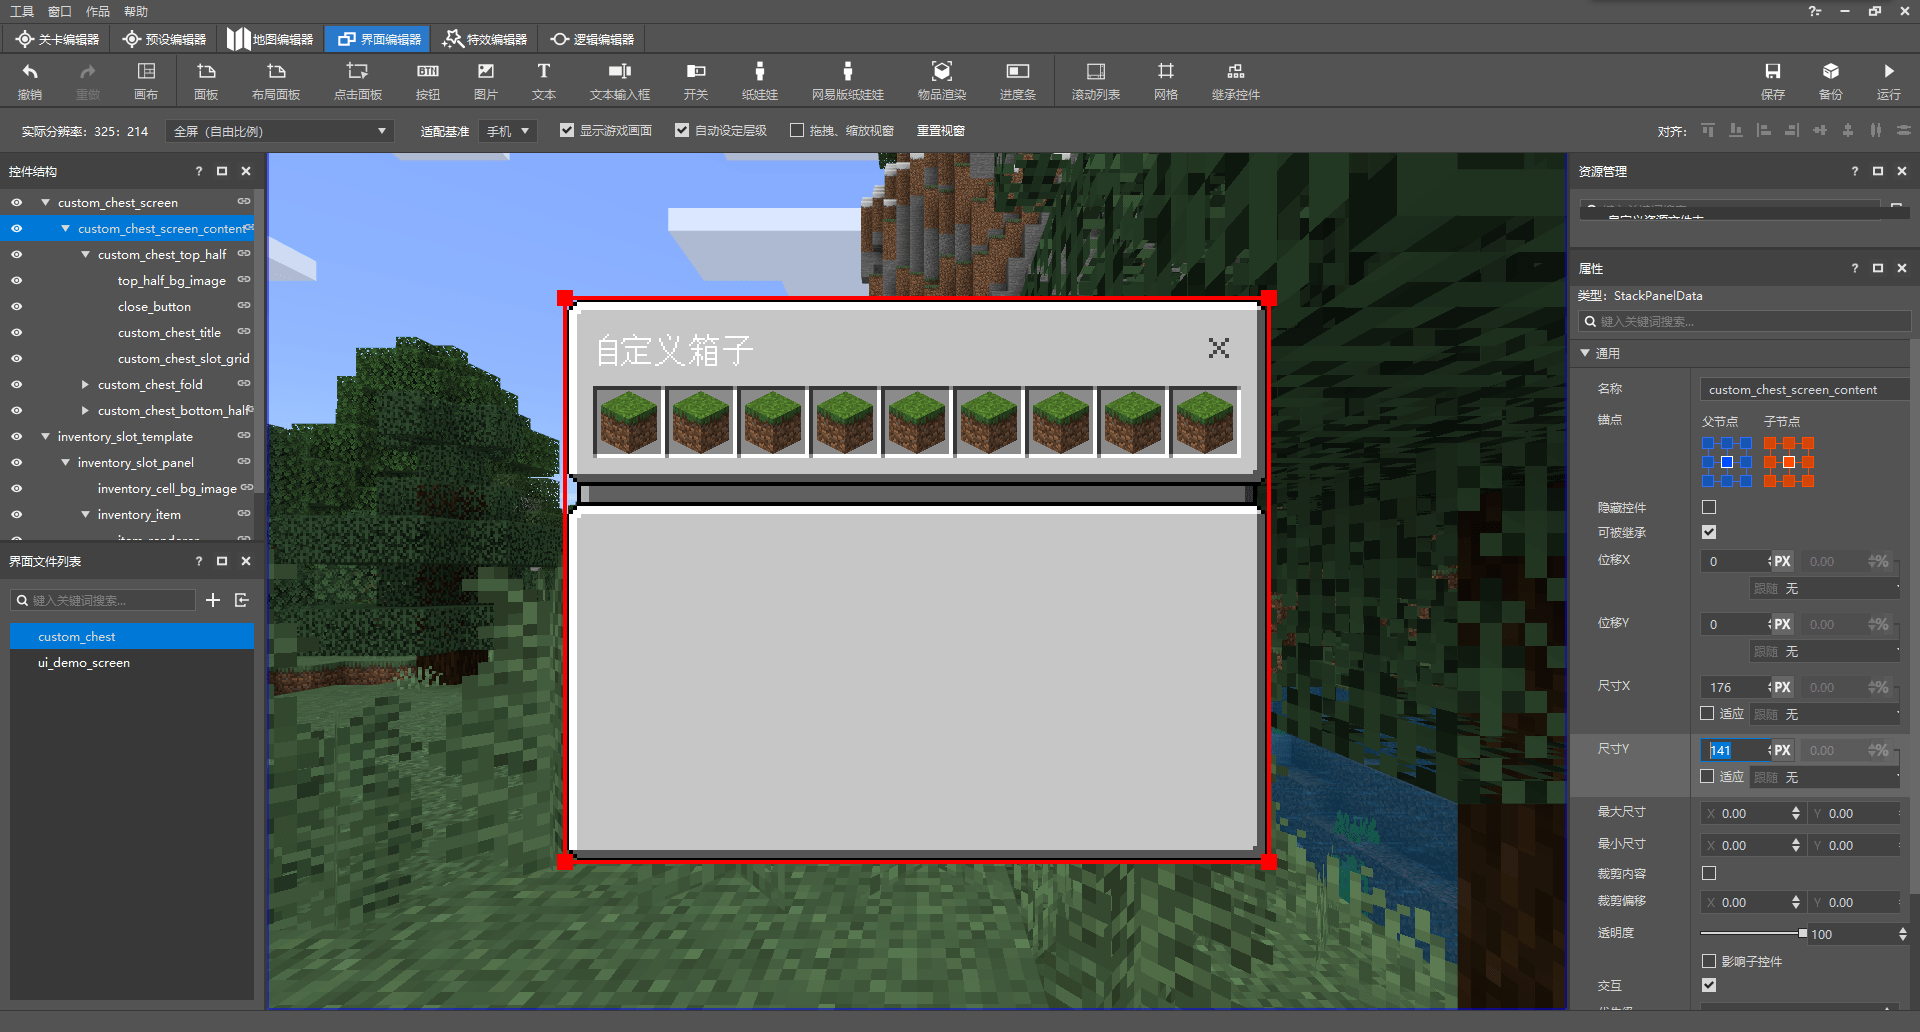 工具 窗口 作品 帮助
关卡编辑器 预设编辑器 地图编辑器 界面编辑器 特效编辑器 逻辑编辑器
撤销 重做 画布 面板 布局面板 点击面板 按钮 图片 文本 文本输入框 开关 纸娃娃 网易版纸娃娃 物品渲染 进度条 滚动列表 网格 继承控件 保存 备份 运行
BTN
实际分辨率：325：214 全屏（自由比例） 适配基准 手机 显示游戏画面 自动设定层级 拖拽、缩放视窗 重置视窗 对齐：
控件结构 ?
custom_chest_screen
custom_chest_screen_content
custom_chest_top_half
top_half_bg_image
close_button
custom_chest_title
custom_chest_slot_grid
custom_chest_fold
custom_chest_bottom_half
inventory_slot_template
inventory_slot_panel
inventory_cell_bg_image
inventory_item
item_renderer
界面文件列表 ?
键入关键词搜索...
custom_chest
ui_demo_screen
自定义箱子
资源管理 ?
自定义资源文件夹
属性 ?
类型：StackPanelData
键入关键词搜索...
通用
名称 custom_chest_screen_content
锚点 父节点 子节点
隐藏控件
可被继承
位移X 0 PX 0.00 %
跟随 无
位移Y 0 PX 0.00 %
跟随 无
尺寸X 176 PX 0.00 %
适应 跟随 无
尺寸Y 141 PX 0.00 %
适应 跟随 无
最大尺寸 X 0.00 Y 0.00
最小尺寸 X 0.00 Y 0.00
裁剪内容
裁剪偏移 X 0.00 Y 0.00
透明度 100
影响子控件
交互